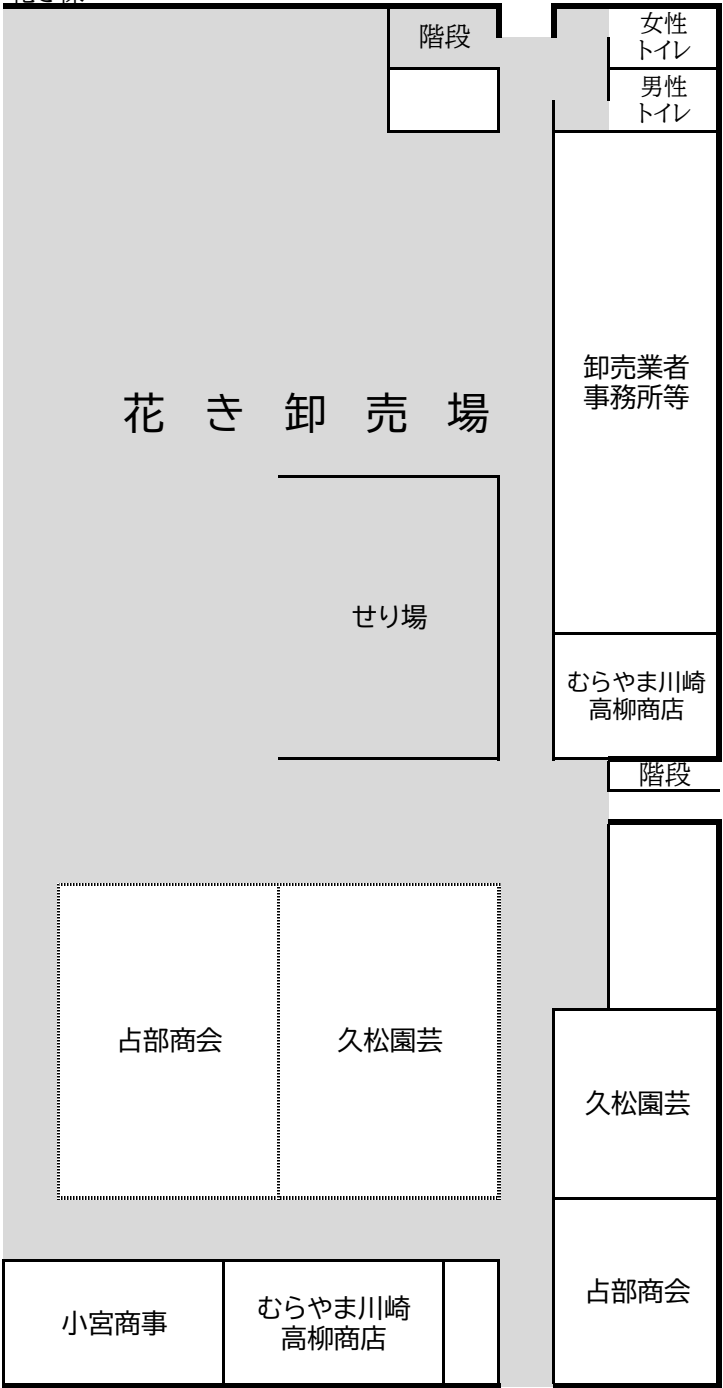 階段
女性
トイレ
男性
トイレ
卸売業者
事務所等
花き卸売場
せり場
むらやま川崎
高柳商店
階段
占部商会
久松園芸
久松園芸
占部商会
小宮商事
むらやま川崎
高柳商店